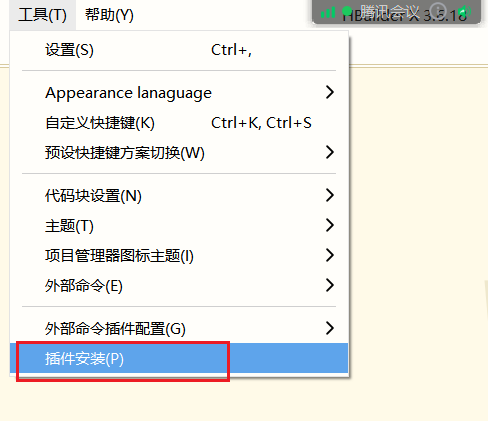 工具(T) 帮助(Y) HBuilder X 3.5.18
腾讯会议
设置(S) Ctrl+,
Appearance lanaguage
自定义快捷键(K) Ctrl+K, Ctrl+S
预设快捷键方案切换(W)
代码块设置(N)
主题(T)
项目管理器图标主题(I)
外部命令(E)
外部命令插件配置(G)
插件安装(P)